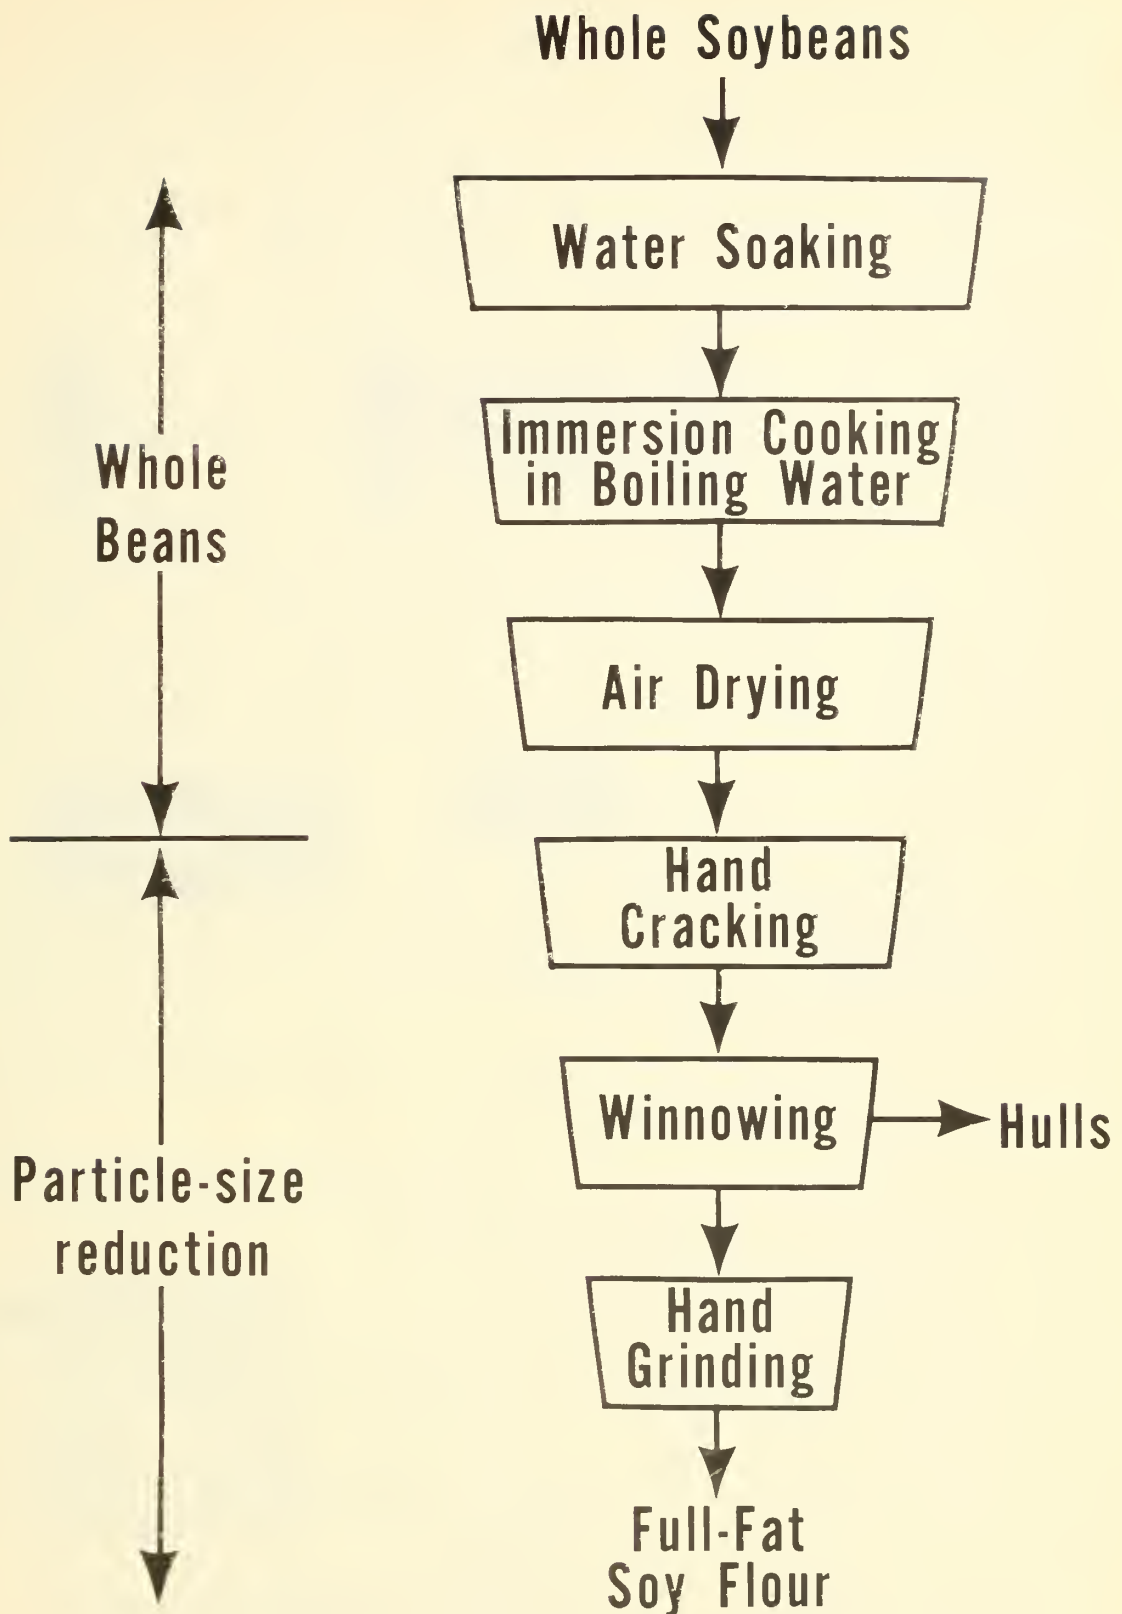 Whole Soybeans
Water Soaking
Immersion Cooking
in Boiling Water
Whole
Beans
Air Drying
Hand
Cracking
Winnowing
Hulls
Particle-size
reduction
Hand
Grinding
Full-Fat
Soy Flour